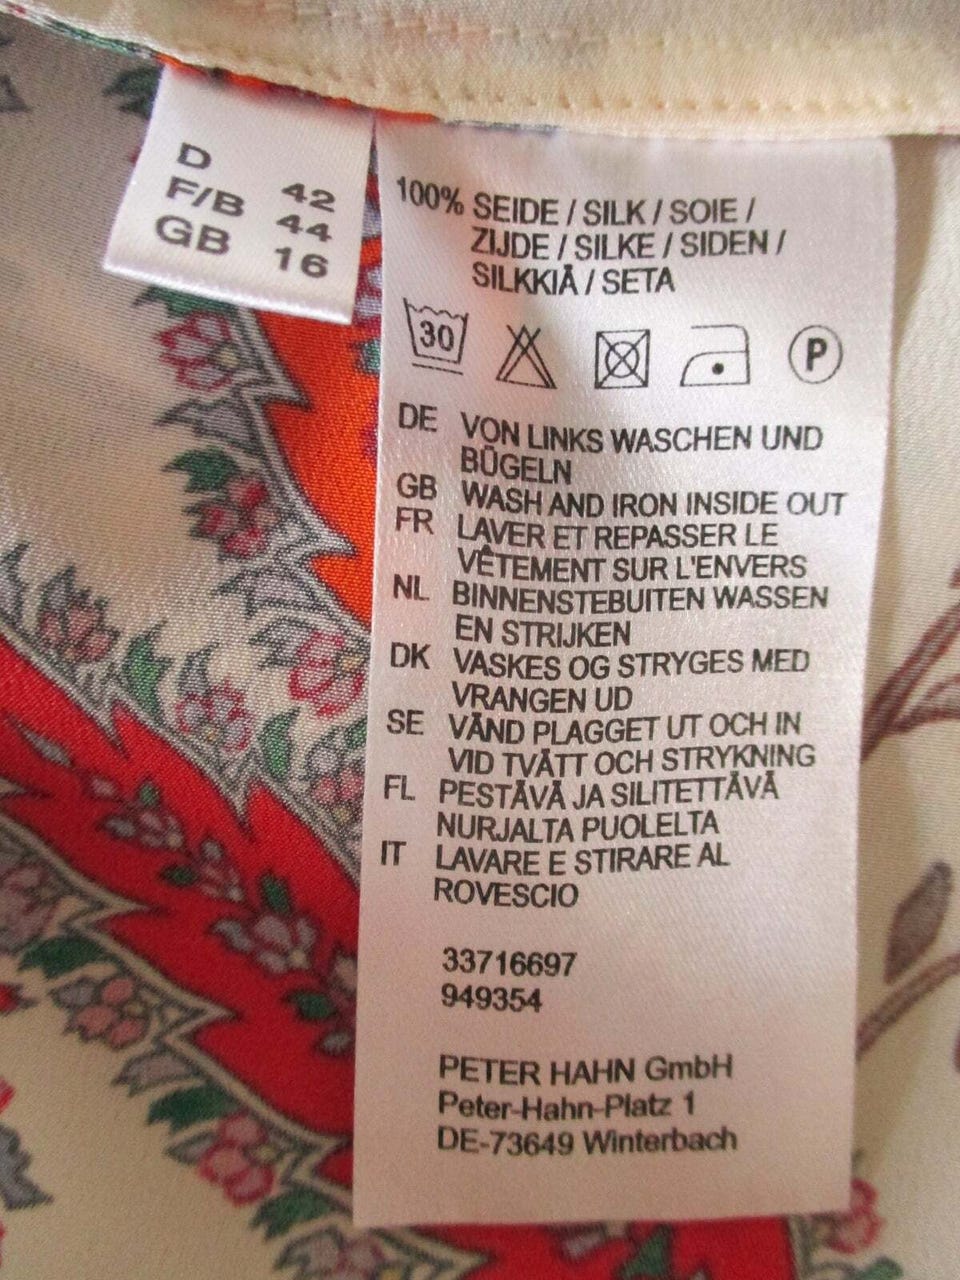 D 42
F/B 44
GB 16
100% SEIDE / SILK / SOIE /
ZIJDE / SILKE / SIDEN /
SILKKIÄ / SETA
30 P
DE VON LINKS WASCHEN UND
BÜGELN
GB WASH AND IRON INSIDE OUT
FR LAVER ET REPASSER LE
VÊTEMENT SUR L'ENVERS
NL BINNENSTEBUITEN WASSEN
EN STRIJKEN
DK VASKES OG STRYGES MED
VRANGEN UD
SE VÄND PLAGGET UT OCH IN
VID TVÄTT OCH STRYKNING
FL PESTÄVÄ JA SILITETTÄVÄ
NURJALTA PUOLELTA
IT LAVARE E STIRARE AL
ROVESCIO
33716697
949354
PETER HAHN GmbH
Peter-Hahn-Platz 1
DE-73649 Winterbach